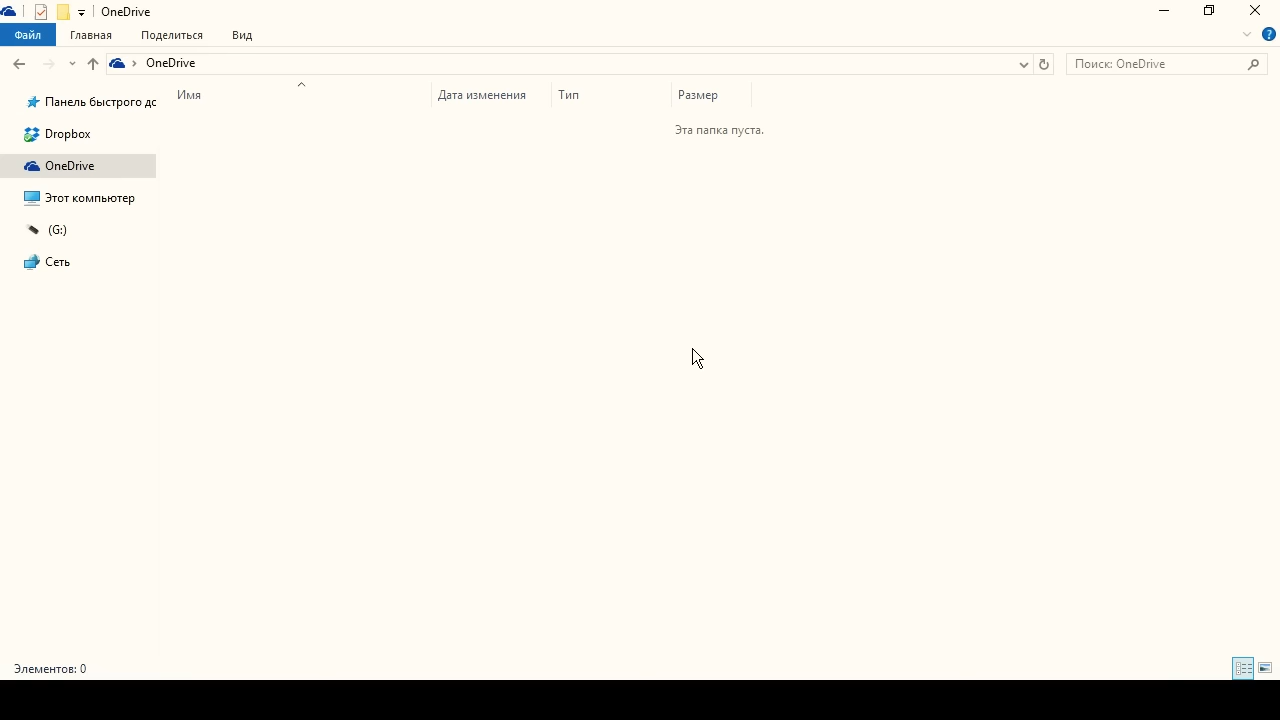 OneDrive
Файл Главная Поделиться Вид
OneDrive
Поиск: OneDrive
Имя Дата изменения Тип Размер
Эта папка пуста.
Панель быстрого дс
Dropbox
OneDrive
Этот компьютер
(G:)
Сеть
Элементов: 0